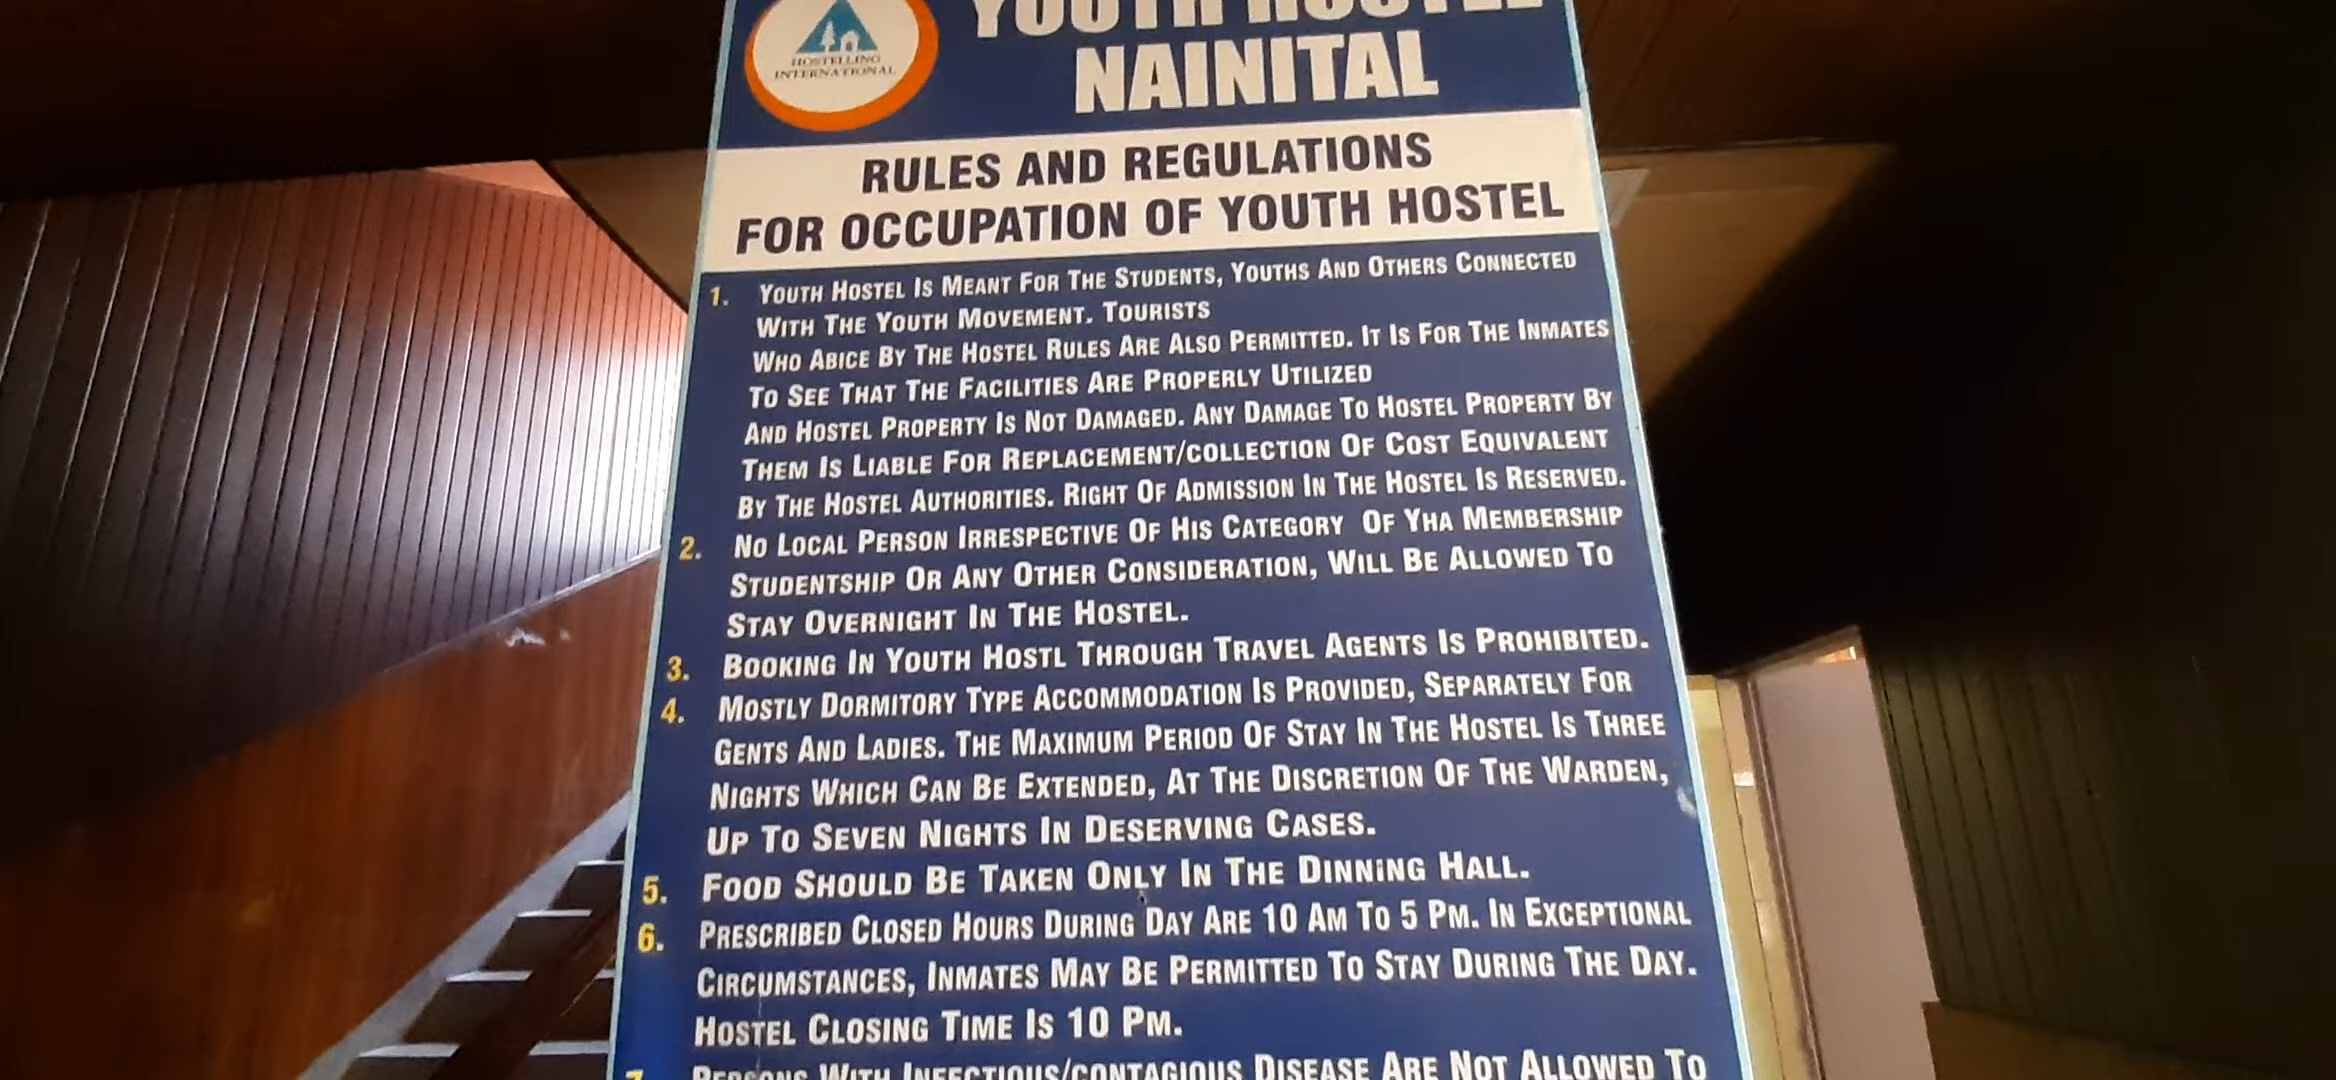 HOSTELLING
INTERNATIONAL
YOUTH HOSTEL
NAINITAL
RULES AND REGULATIONS
FOR OCCUPATION OF YOUTH HOSTEL
1. YOUTH HOSTEL IS MEANT FOR THE STUDENTS, YOUTHS AND OTHERS CONNECTED
WITH THE YOUTH MOVEMENT. TOURISTS
WHO ABICE BY THE HOSTEL RULES ARE ALSO PERMITTED. IT IS FOR THE INMATES
TO SEE THAT THE FACILITIES ARE PROPERLY UTILIZED
AND HOSTEL PROPERTY IS NOT DAMAGED. ANY DAMAGE TO HOSTEL PROPERTY BY
THEM IS LIABLE FOR REPLACEMENT/COLLECTION OF COST EQUIVALENT
BY THE HOSTEL AUTHORITIES. RIGHT OF ADMISSION IN THE HOSTEL IS RESERVED.
2. NO LOCAL PERSON IRRESPECTIVE OF HIS CATEGORY OF YHA MEMBERSHIP
STUDENTSHIP OR ANY OTHER CONSIDERATION, WILL BE ALLOWED TO
STAY OVERNIGHT IN THE HOSTEL.
3. BOOKING IN YOUTH HOSTL THROUGH TRAVEL AGENTS IS PROHIBITED.
4. MOSTLY DORMITORY TYPE ACCOMMODATION IS PROVIDED, SEPARATELY FOR
GENTS AND LADIES. THE MAXIMUM PERIOD OF STAY IN THE HOSTEL IS THREE
NIGHTS WHICH CAN BE EXTENDED, AT THE DISCRETION OF THE WARDEN,
UP TO SEVEN NIGHTS IN DESERVING CASES.
5. FOOD SHOULD BE TAKEN ONLY IN THE DINNiNG HALL.
6. PRESCRIBED CLOSED HOURS DURING DAY ARE 10 AM TO 5 PM. IN EXCEPTIONAL
CIRCUMSTANCES, INMATES MAY BE PERMITTED TO STAY DURING THE DAY.
HOSTEL CLOSING TIME IS 10 PM.
7. PERSONS WITH INFECTIOUS/CONTAGIOUS DISEASE ARE NOT ALLOWED TO